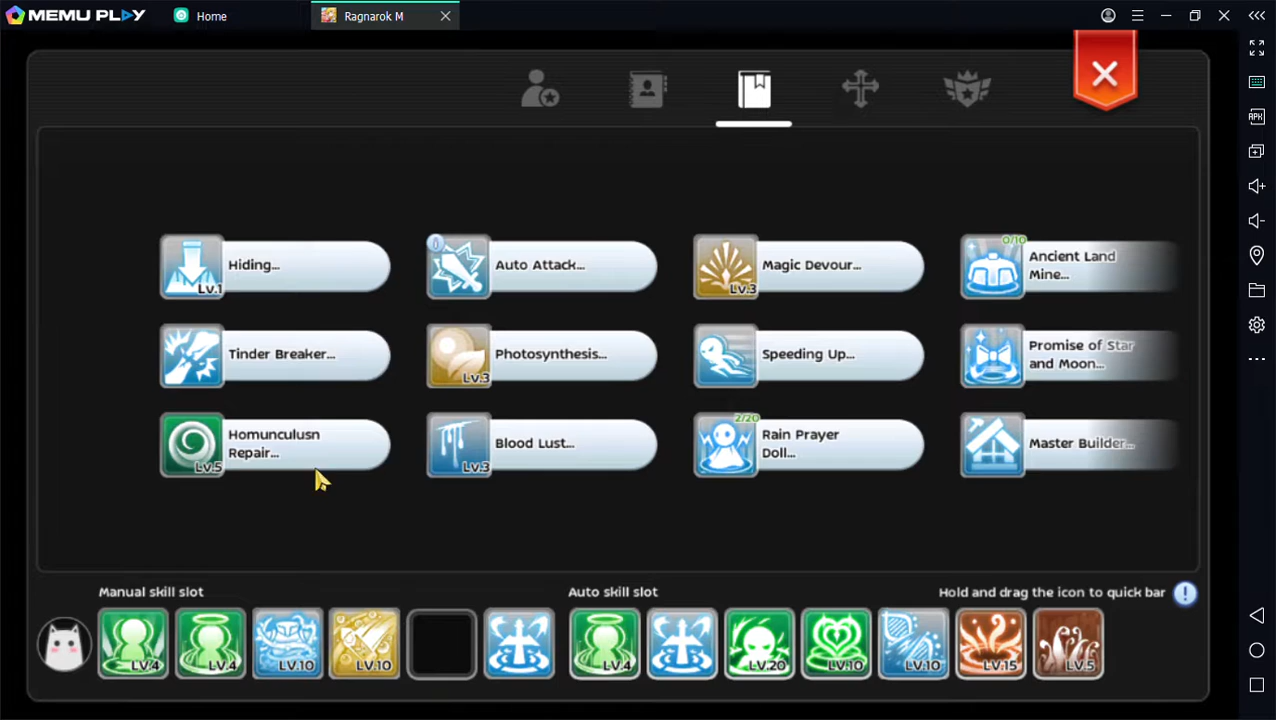 MEMU PLAY
Home
Ragnarok M
APK
Hiding...
Lv.1
Auto Attack...
Magic Devour...
Lv.3
0/10
Ancient Land
Mine...
Tinder Breaker...
Photosynthesis...
Lv.3
Speeding Up...
Promise of Star
and Moon...
Homunculusn
Repair...
Lv.5
Blood Lust...
Lv.3
2/20
Rain Prayer
Doll...
Master Builder...
Manual skill slot
Auto skill slot
Hold and drag the icon to quick bar
!
LV.4
LV.4
LV.10
LV.10
LV.4
LV.20
LV.10
LV.10
LV.15
LV.5